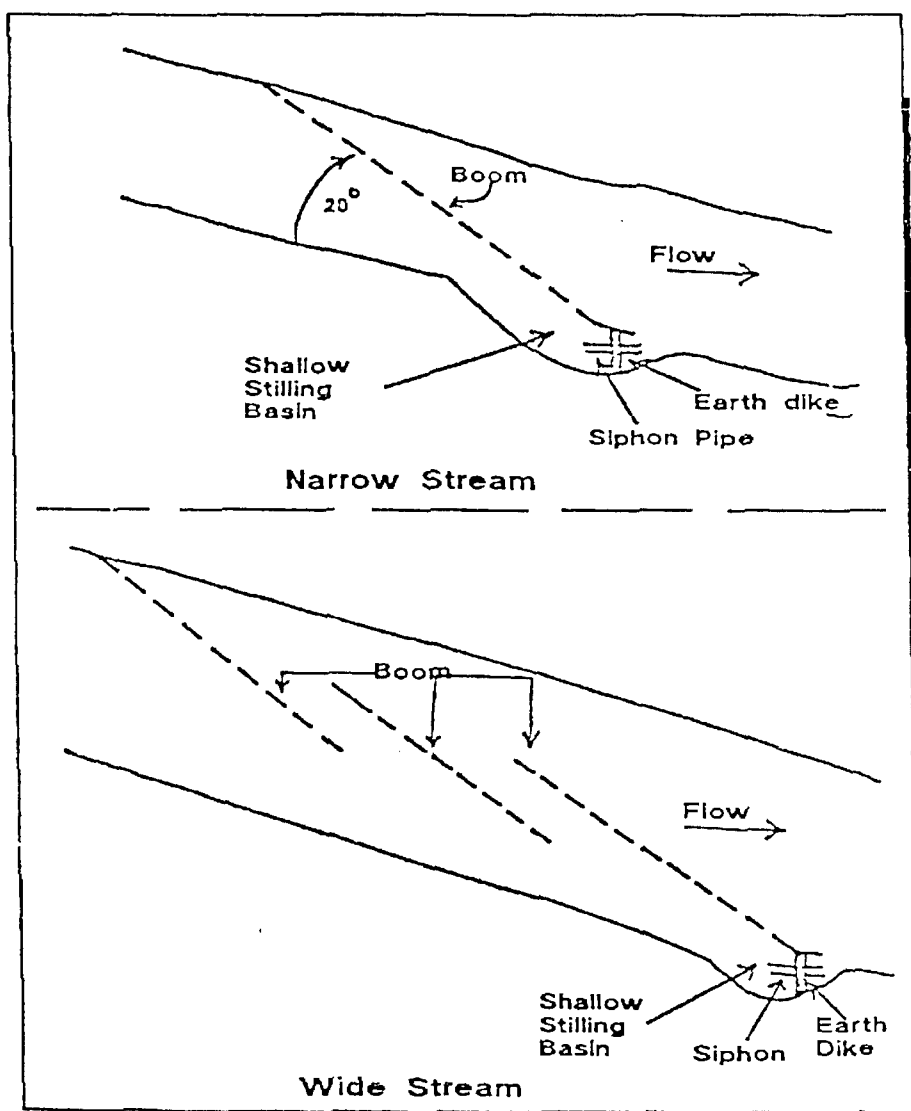 20°
Boom
Flow
Shallow
Stilling
Basin
Earth dike
Siphon Pipe
Narrow Stream
Boom
Flow
Shallow
Stilling
Basin
Siphon
Earth
Dike
Wide Stream